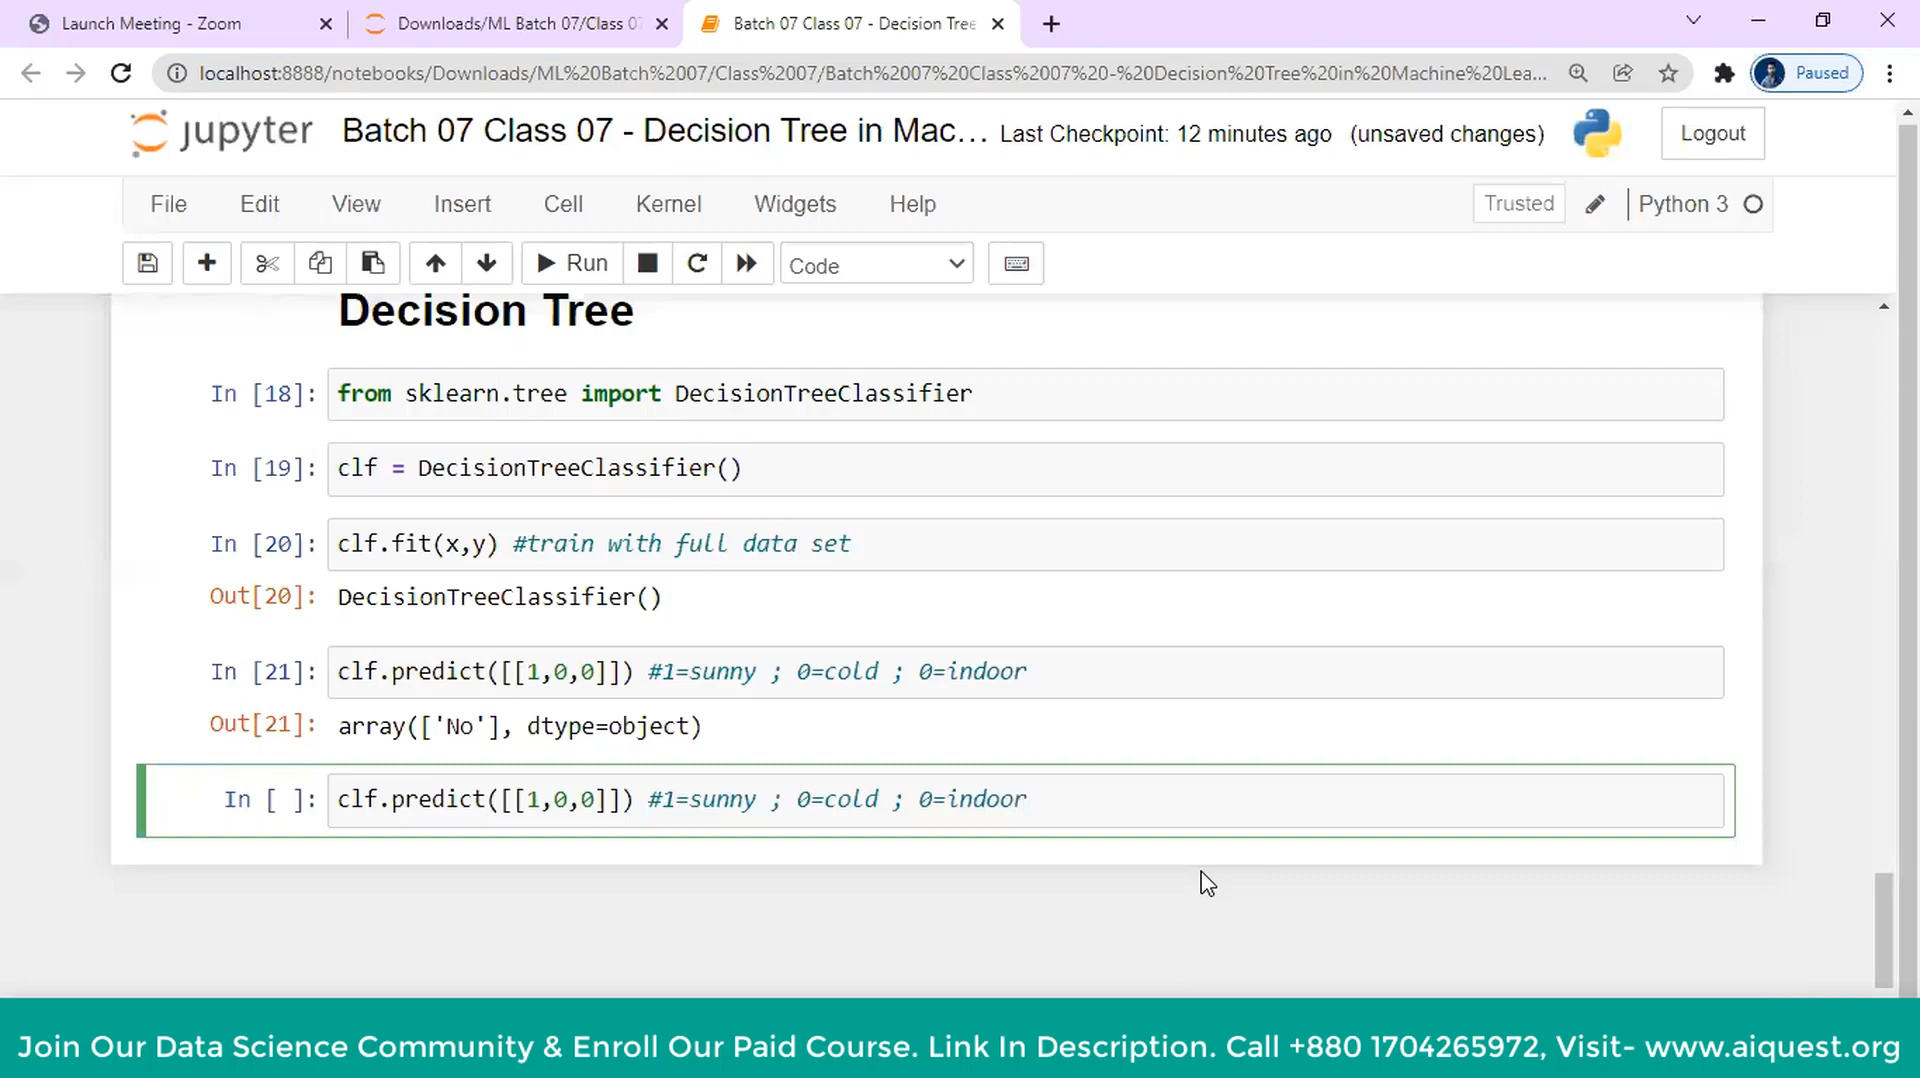 Launch Meeting - Zoom
Downloads/ML Batch 07/Class 07
Batch 07 Class 07 - Decision Tree
localhost:8888/notebooks/Downloads/ML%20Batch%2007/Class%2007/Batch%2007%20Class%2007%20-%20Decision%20Tree%20in%20Machine%20Lea...
Paused
jupyter
Batch 07 Class 07 - Decision Tree in Mac...
Last Checkpoint: 12 minutes ago (unsaved changes)
Logout
File Edit View Insert Cell Kernel Widgets Help
Trusted
Python 3
Run
Code
Decision Tree
In [18]: from sklearn.tree import DecisionTreeClassifier
In [19]: clf = DecisionTreeClassifier()
In [20]: clf.fit(x,y) #train with full data set
Out[20]: DecisionTreeClassifier()
In [21]: clf.predict([[1,0,0]]) #1=sunny ; 0=cold ; 0=indoor
Out[21]: array(['No'], dtype=object)
In [ ]: clf.predict([[1,0,0]]) #1=sunny ; 0=cold ; 0=indoor
Join Our Data Science Community & Enroll Our Paid Course. Link In Description. Call +880 1704265972, Visit- www.aiquest.org